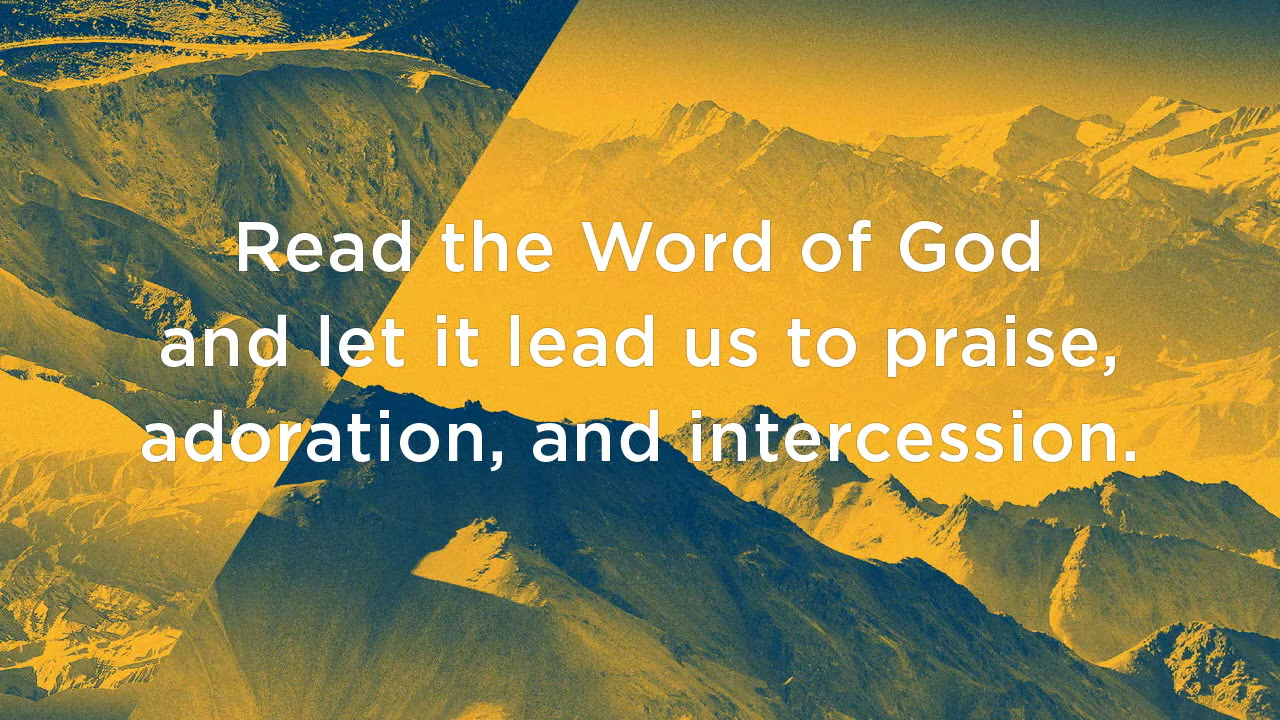 Read the Word of God
and let it lead us to praise,
adoration, and intercession.